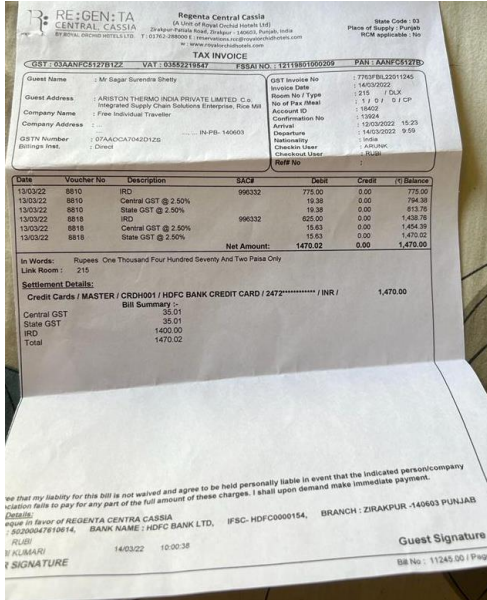 RE:GEN:TA
CENTRAL CASSIA
BY ROYAL ORCHID HOTELS LTD.
Regenta Central Cassia
(A Unit of Royal Orchid Hotels Ltd)
Zirakpur-Patiala Road, Zirakpur - 140603, Punjab, India
w : www.royalorchidhotels.com
State Code : 03
Place of Supply : Punjab
RCM applicable : No
TAX INVOICE
GST : 03AANFC5127B1ZZ VAT : 03552219547 FSSAI NO. : 12119501000209 PAN : AANFC5127B
Guest Name : Mr Sagar Surendra Shetty
Guest Address : ARISTON THERMO INDIA PRIVATE LIMITED C.o.
Integrated Supply Chain Solutions Enterprise, Rice Mill
Company Name : Free Individual Traveller
Company Address : ..
IN-PB- 140603
GSTN Number : 07AADCA7042D1Z6
Billings Inst. : Direct
GST Invoice No : 7763FBIL22011245
Invoice Date : 14/03/2022
Room No / Type : 215 / DLX
No of Pax /Meal : 1 / 0 / 0 / CP
Account ID : 18402
Confirmation No : 13924
Arrival : 12/03/2022 15:23
Departure : 14/03/2022 9:59
Nationality : India
Checkin User : ARUNK
Checkout User : RUBI
Ref# No :
Date Voucher No Description SAC# Debit Credit (₹) Balance
13/03/22 8810 IRD 996332 775.00 0.00 775.00
13/03/22 8810 Central GST @ 2.50% 19.38 0.00 794.38
13/03/22 8810 State GST @ 2.50% 19.38 0.00 813.76
13/03/22 8818 IRD 996332 625.00 0.00 1,438.76
13/03/22 8818 Central GST @ 2.50% 15.63 0.00 1,454.39
13/03/22 8818 State GST @ 2.50% 15.63 0.00 1,470.02
Net Amount: 1470.02 0.00 1,470.00
In Words: Rupees One Thousand Four Hundred Seventy And Two Paisa Only
Link Room : 215
Settlement Details:
Credit Cards / MASTER / CRDH001 / HDFC BANK CREDIT CARD / 2472************ / INR / 1,470.00
Bill Summary :-
Central GST 35.01
State GST 35.01
IRD 1400.00
Total 1470.02
ee that my liability for this bill is not waived and agree to be held personally liable in event that the indicated person/company
ciation fails to pay for any part of the full amount of these charges. I shall upon demand make immediate payment.
Details:
eque in favor of REGENTA CENTRA CASSIA
: 50200047610614, BANK NAME : HDFC BANK LTD, IFSC- HDFC0000154, BRANCH : ZIRAKPUR -140603 PUNJAB
RUBI
KUMARI 14/03/22 10:00:38
R SIGNATURE
Guest Signature
Bill No : 11245.00 / Pag